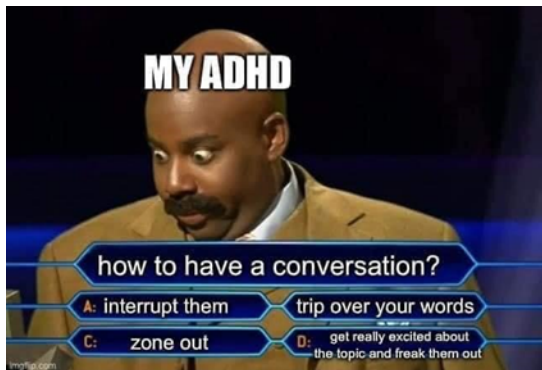 MY ADHD
how to have a conversation?
A: interrupt them
trip over your words
C: zone out
D: get really excited about
the topic and freak them out
imgflip.com